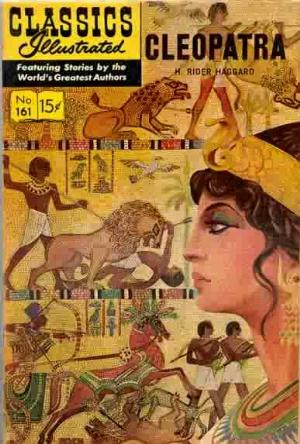 CLASSICS
Illustrated
Featuring Stories by the
World's Greatest Authors
No
161
15¢
CLEOPATRA
H. RIDER HAGGARD